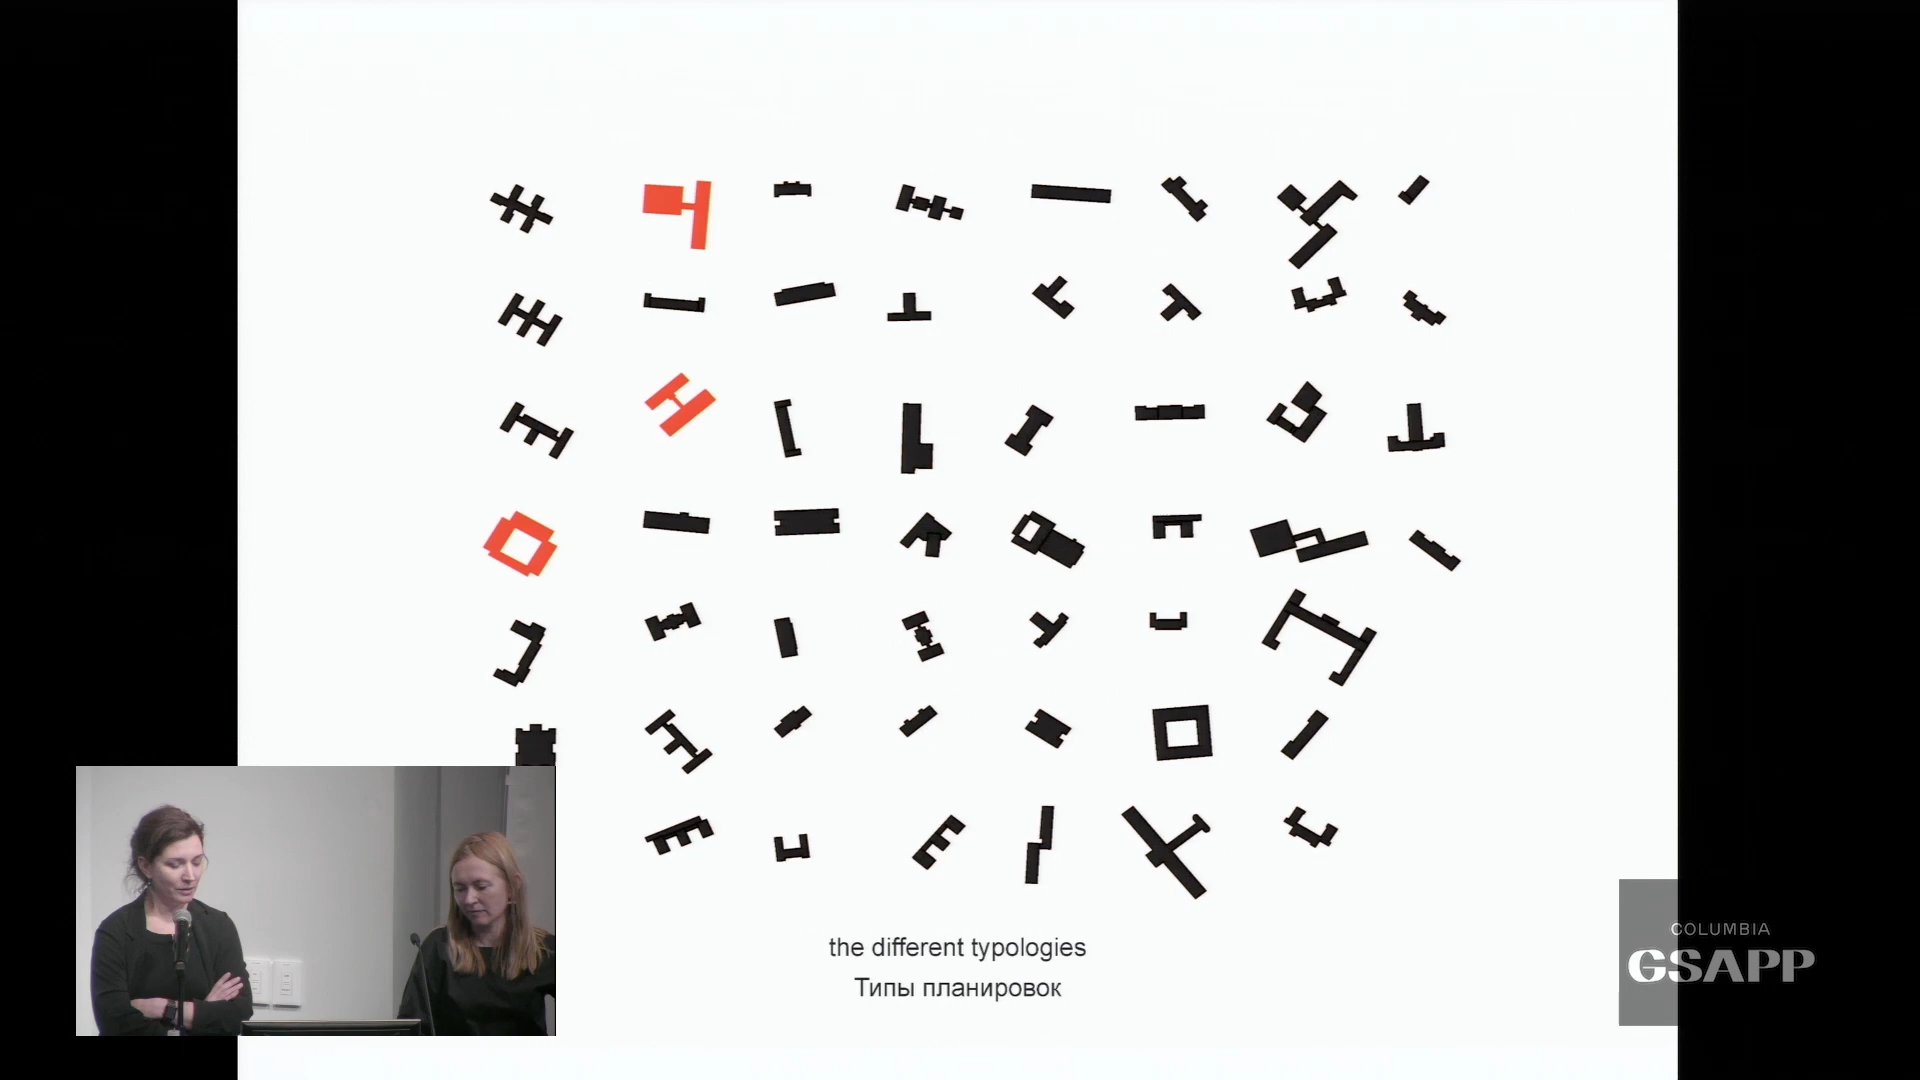 the different typologies
Типы планировок
COLUMBIA
GSAPP